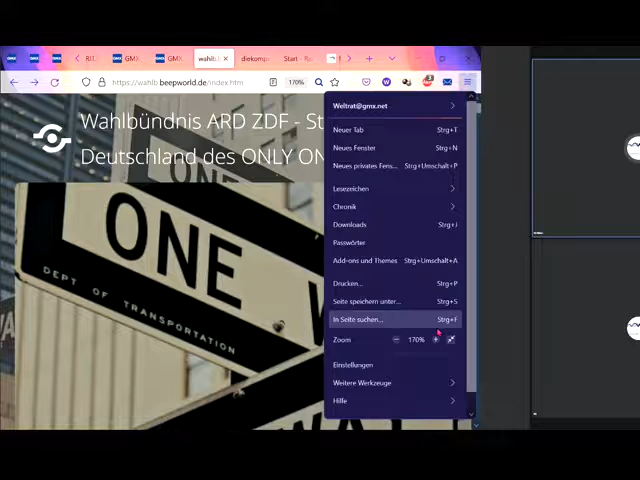 GMX
GMX
wahlb
diekomp
Start - Ra
https://wahlb.beepworld.de/index.htm
170%
Wahlbündnis ARD ZDF - St
Deutschland des ONLY ON
ONE
DEPT OF TRANSPORTATION
Weltrat@gmx.net
Neuer Tab Strg+T
Neues Fenster Strg+N
Neues privates Fens... Strg+Umschalt+P
Lesezeichen
Chronik
Downloads Strg+J
Passwörter
Add-ons und Themes Strg+Umschalt+A
Drucken... Strg+P
Seite speichern unter... Strg+S
In Seite suchen... Strg+F
Zoom − 170% +
Einstellungen
Weitere Werkzeuge
Hilfe